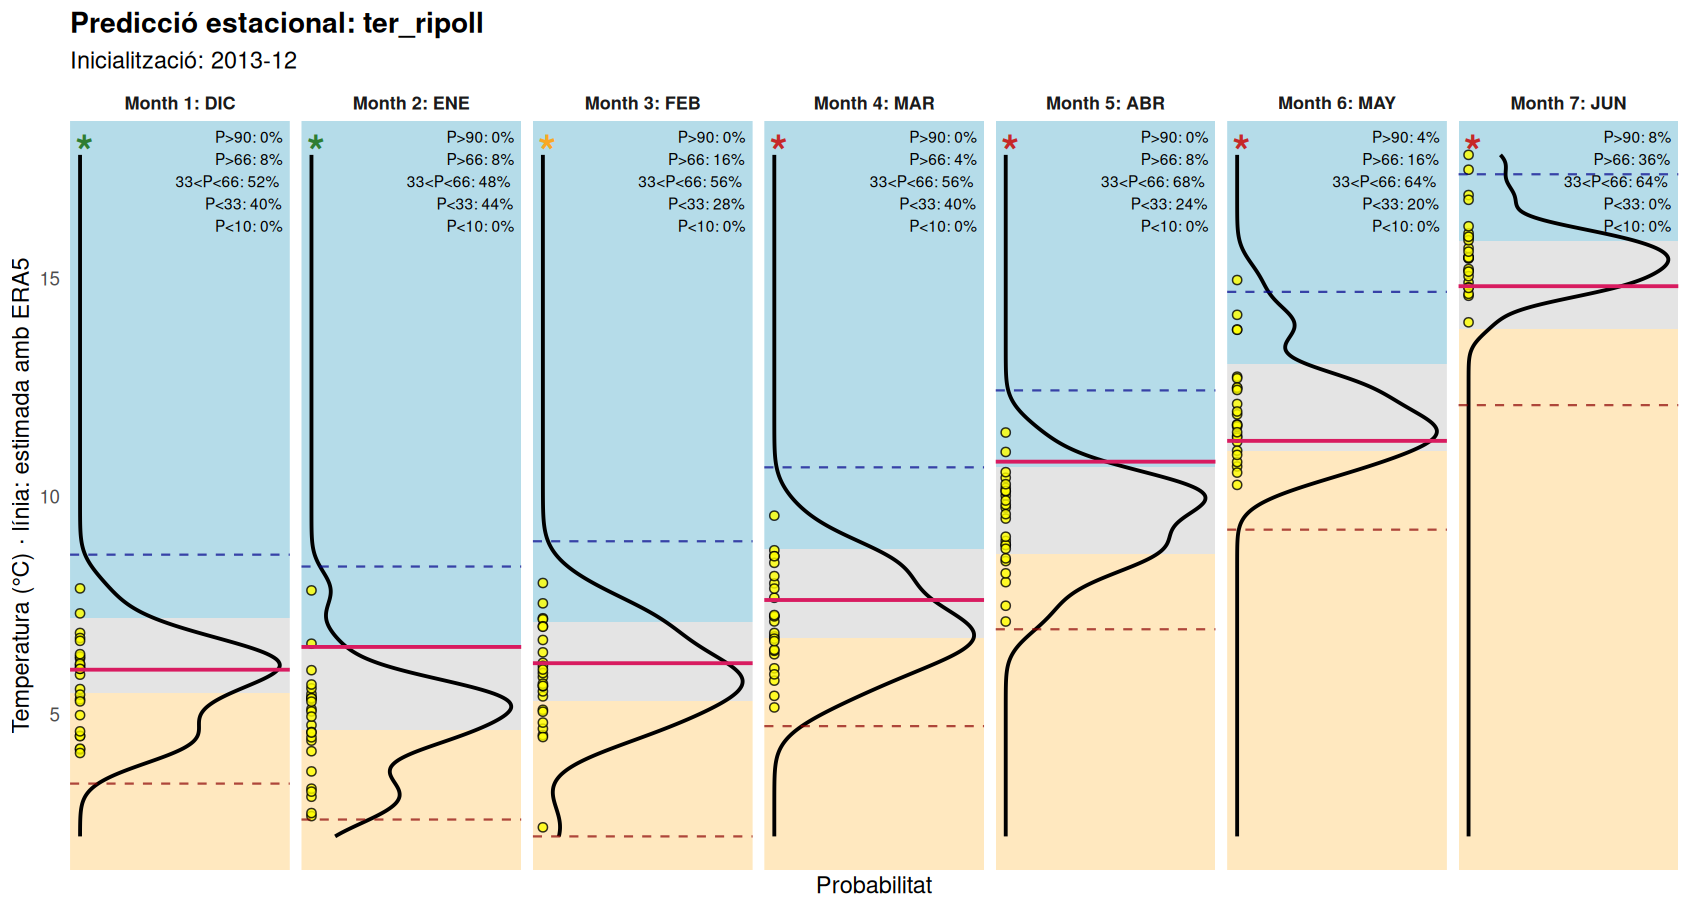 Predicció estacional: ter_ripoll
Inicialització: 2013-12
Month 1: DIC
Month 2: ENE
Month 3: FEB
Month 4: MAR
Month 5: ABR
Month 6: MAY
Month 7: JUN
*
P>90: 0%
P>66: 8%
33<P<66: 52%
P<33: 40%
P<10: 0%
*
P>90: 0%
P>66: 8%
33<P<66: 48%
P<33: 44%
P<10: 0%
*
P>90: 0%
P>66: 16%
33<P<66: 56%
P<33: 28%
P<10: 0%
*
P>90: 0%
P>66: 4%
33<P<66: 56%
P<33: 40%
P<10: 0%
*
P>90: 0%
P>66: 8%
33<P<66: 68%
P<33: 24%
P<10: 0%
*
P>90: 4%
P>66: 16%
33<P<66: 64%
P<33: 20%
P<10: 0%
*
P>90: 8%
P>66: 36%
33<P<66: 64%
P<33: 0%
P<10: 0%
15
10
5
Temperatura (°C) · línia: estimada amb ERA5
Probabilitat